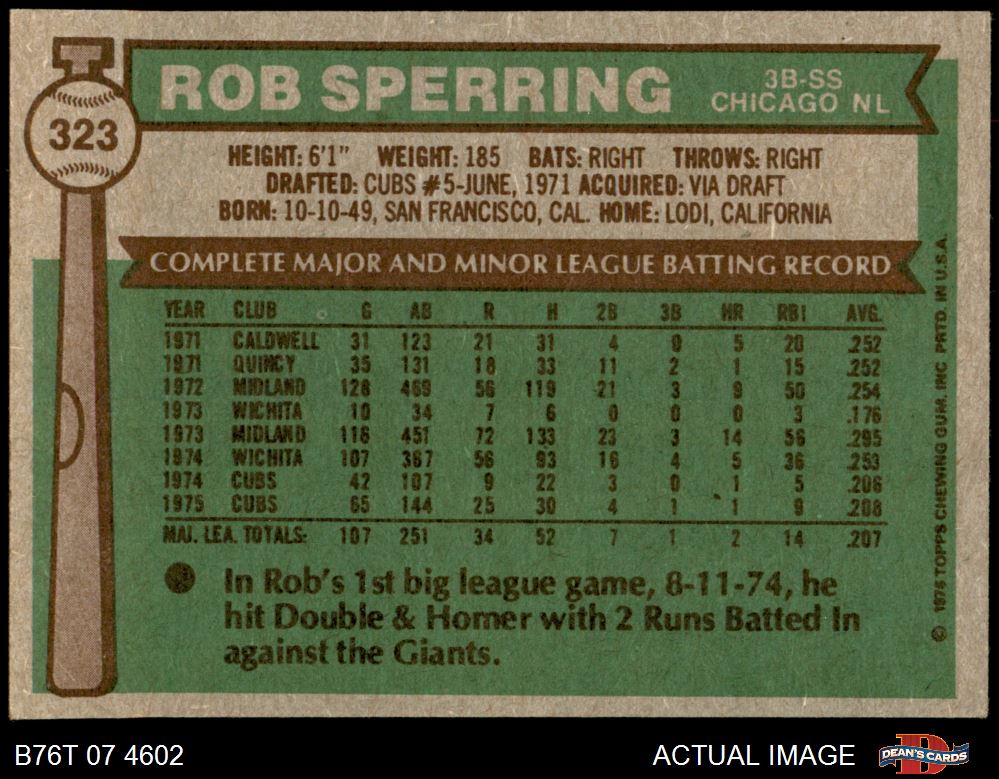 ROB SPERRING
3B-SS
CHICAGO NL
323
HEIGHT: 6'1" WEIGHT: 185 BATS: RIGHT THROWS: RIGHT
DRAFTED: CUBS #5-JUNE, 1971 ACQUIRED: VIA DRAFT
BORN: 10-10-49, SAN FRANCISCO, CAL. HOME: LODI, CALIFORNIA
COMPLETE MAJOR AND MINOR LEAGUE BATTING RECORD
YEAR CLUB G AB R H 2B 3B HR RBI AVG.
1971 CALDWELL 31 123 21 31 4 0 5 20 .252
1971 QUINCY 35 131 18 33 11 2 1 15 .252
1972 MIDLAND 128 469 56 119 21 3 9 50 .254
1973 WICHITA 10 34 7 6 0 0 0 3 .176
1973 MIDLAND 116 451 72 133 23 3 14 56 .295
1974 WICHITA 107 367 56 93 16 4 5 36 .253
1974 CUBS 42 107 9 22 3 0 1 5 .206
1975 CUBS 65 144 25 30 4 1 1 9 .208
MAJ. LEA. TOTALS: 107 251 34 52 7 1 2 14 .207
In Rob's 1st big league game, 8-11-74, he
hit Double & Homer with 2 Runs Batted In
against the Giants.
© 1976 TOPPS CHEWING GUM. INC PRTD. IN U.S.A.
B76T 07 4602
ACTUAL IMAGE
DEAN'S CARDS